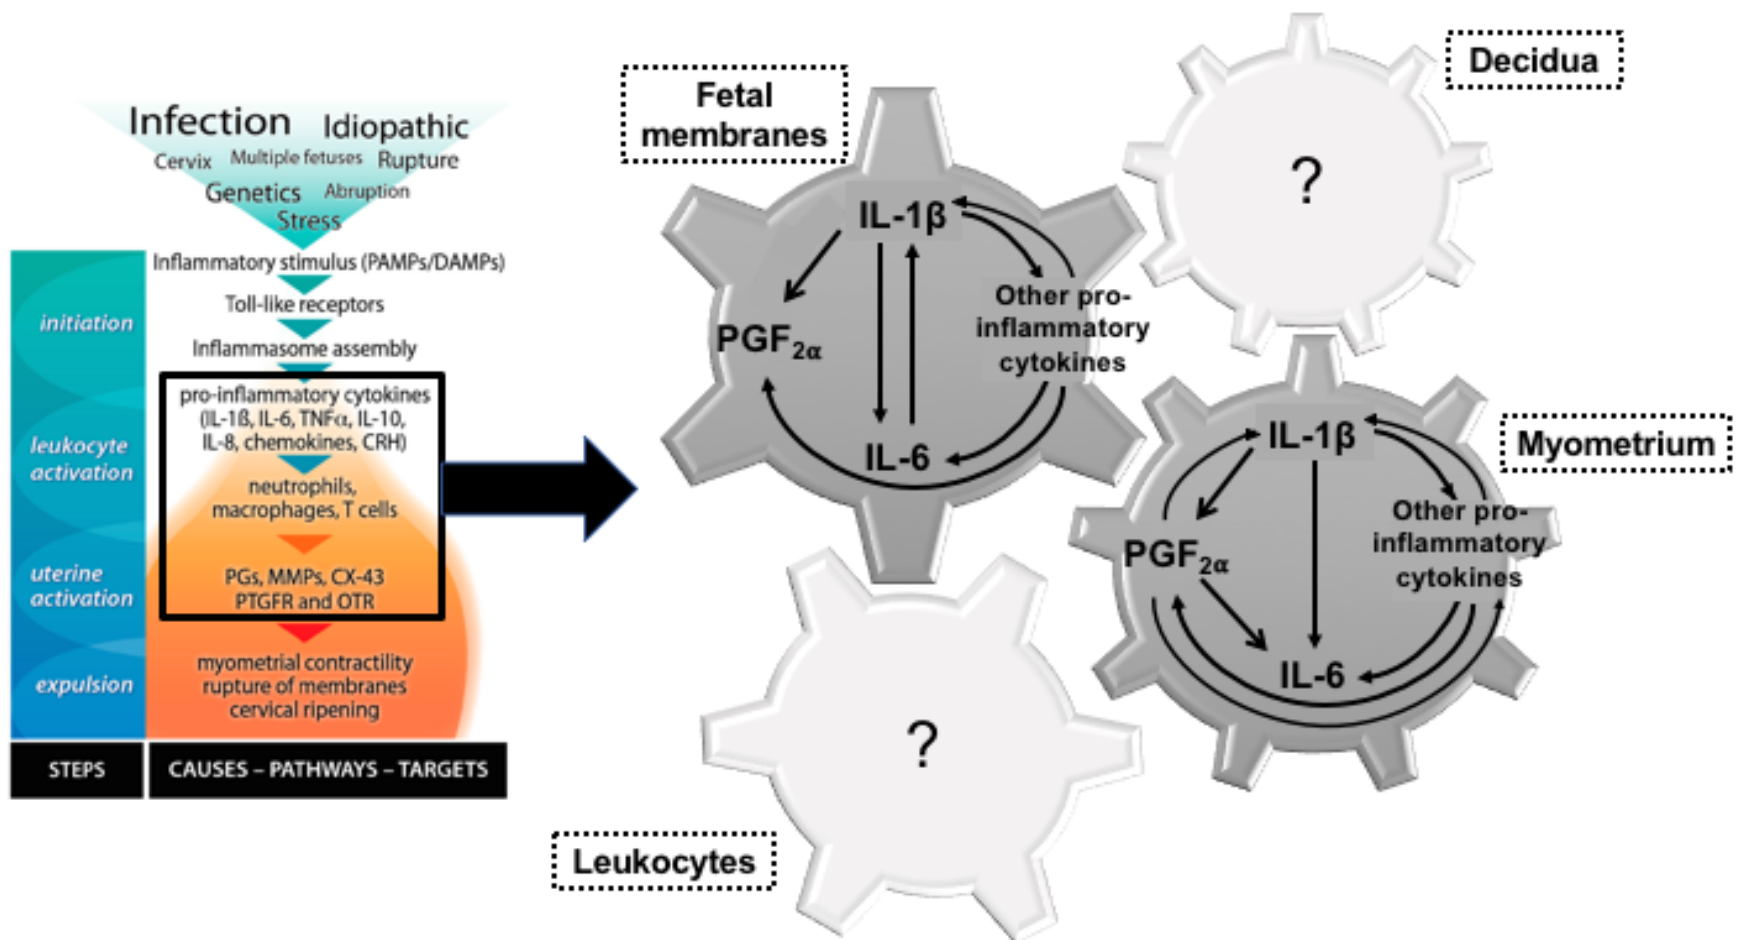 Infection Idiopathic
Cervix Multiple fetuses Rupture
Genetics Abruption
Stress
Inflammatory stimulus (PAMPs/DAMPs)
Toll-like receptors
initiation
Inflammasome assembly
pro-inflammatory cytokines
(IL-1ß, IL-6, TNFα, IL-10,
IL-8, chemokines, CRH)
leukocyte
activation
neutrophils,
macrophages, T cells
uterine
activation
PGs, MMPs, CX-43
PTGFR and OTR
expulsion
myometrial contractility
rupture of membranes
cervical ripening
STEPS
CAUSES – PATHWAYS – TARGETS
Fetal
membranes
IL-1β
PGF2α
Other pro-
inflammatory
cytokines
IL-6
Decidua
?
Myometrium
IL-1β
PGF2α
Other pro-
inflammatory
cytokines
IL-6
Leukocytes
?